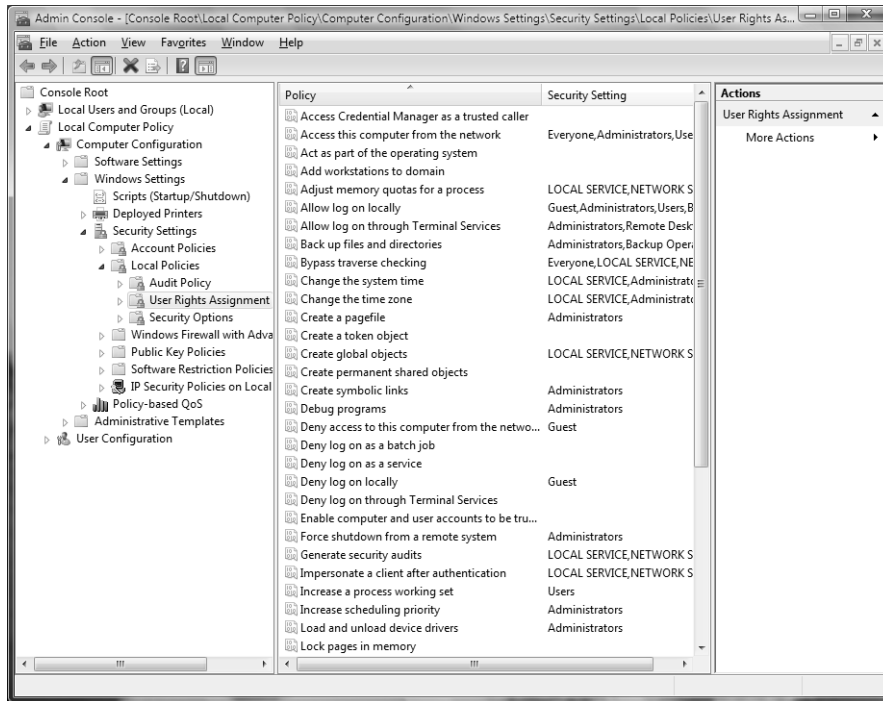 Admin Console - [Console Root\Local Computer Policy\Computer Configuration\Windows Settings\Security Settings\Local Policies\User Rights As...
File Action View Favorites Window Help
Console Root
Local Users and Groups (Local)
Local Computer Policy
Computer Configuration
Software Settings
Windows Settings
Scripts (Startup/Shutdown)
Deployed Printers
Security Settings
Account Policies
Local Policies
Audit Policy
User Rights Assignment
Security Options
Windows Firewall with Adva
Public Key Policies
Software Restriction Policies
IP Security Policies on Local
Policy-based QoS
Administrative Templates
User Configuration
Policy Security Setting
Access Credential Manager as a trusted caller
Access this computer from the network Everyone,Administrators,Use
Act as part of the operating system
Add workstations to domain
Adjust memory quotas for a process LOCAL SERVICE,NETWORK S
Allow log on locally Guest,Administrators,Users,B
Allow log on through Terminal Services Administrators,Remote Desk
Back up files and directories Administrators,Backup Oper
Bypass traverse checking Everyone,LOCAL SERVICE,NE
Change the system time LOCAL SERVICE,Administrat
Change the time zone LOCAL SERVICE,Administrat
Create a pagefile Administrators
Create a token object
Create global objects LOCAL SERVICE,NETWORK S
Create permanent shared objects
Create symbolic links Administrators
Debug programs Administrators
Deny access to this computer from the netwo... Guest
Deny log on as a batch job
Deny log on as a service
Deny log on locally Guest
Deny log on through Terminal Services
Enable computer and user accounts to be tru...
Force shutdown from a remote system Administrators
Generate security audits LOCAL SERVICE,NETWORK S
Impersonate a client after authentication LOCAL SERVICE,NETWORK S
Increase a process working set Users
Increase scheduling priority Administrators
Load and unload device drivers Administrators
Lock pages in memory
Actions
User Rights Assignment
More Actions